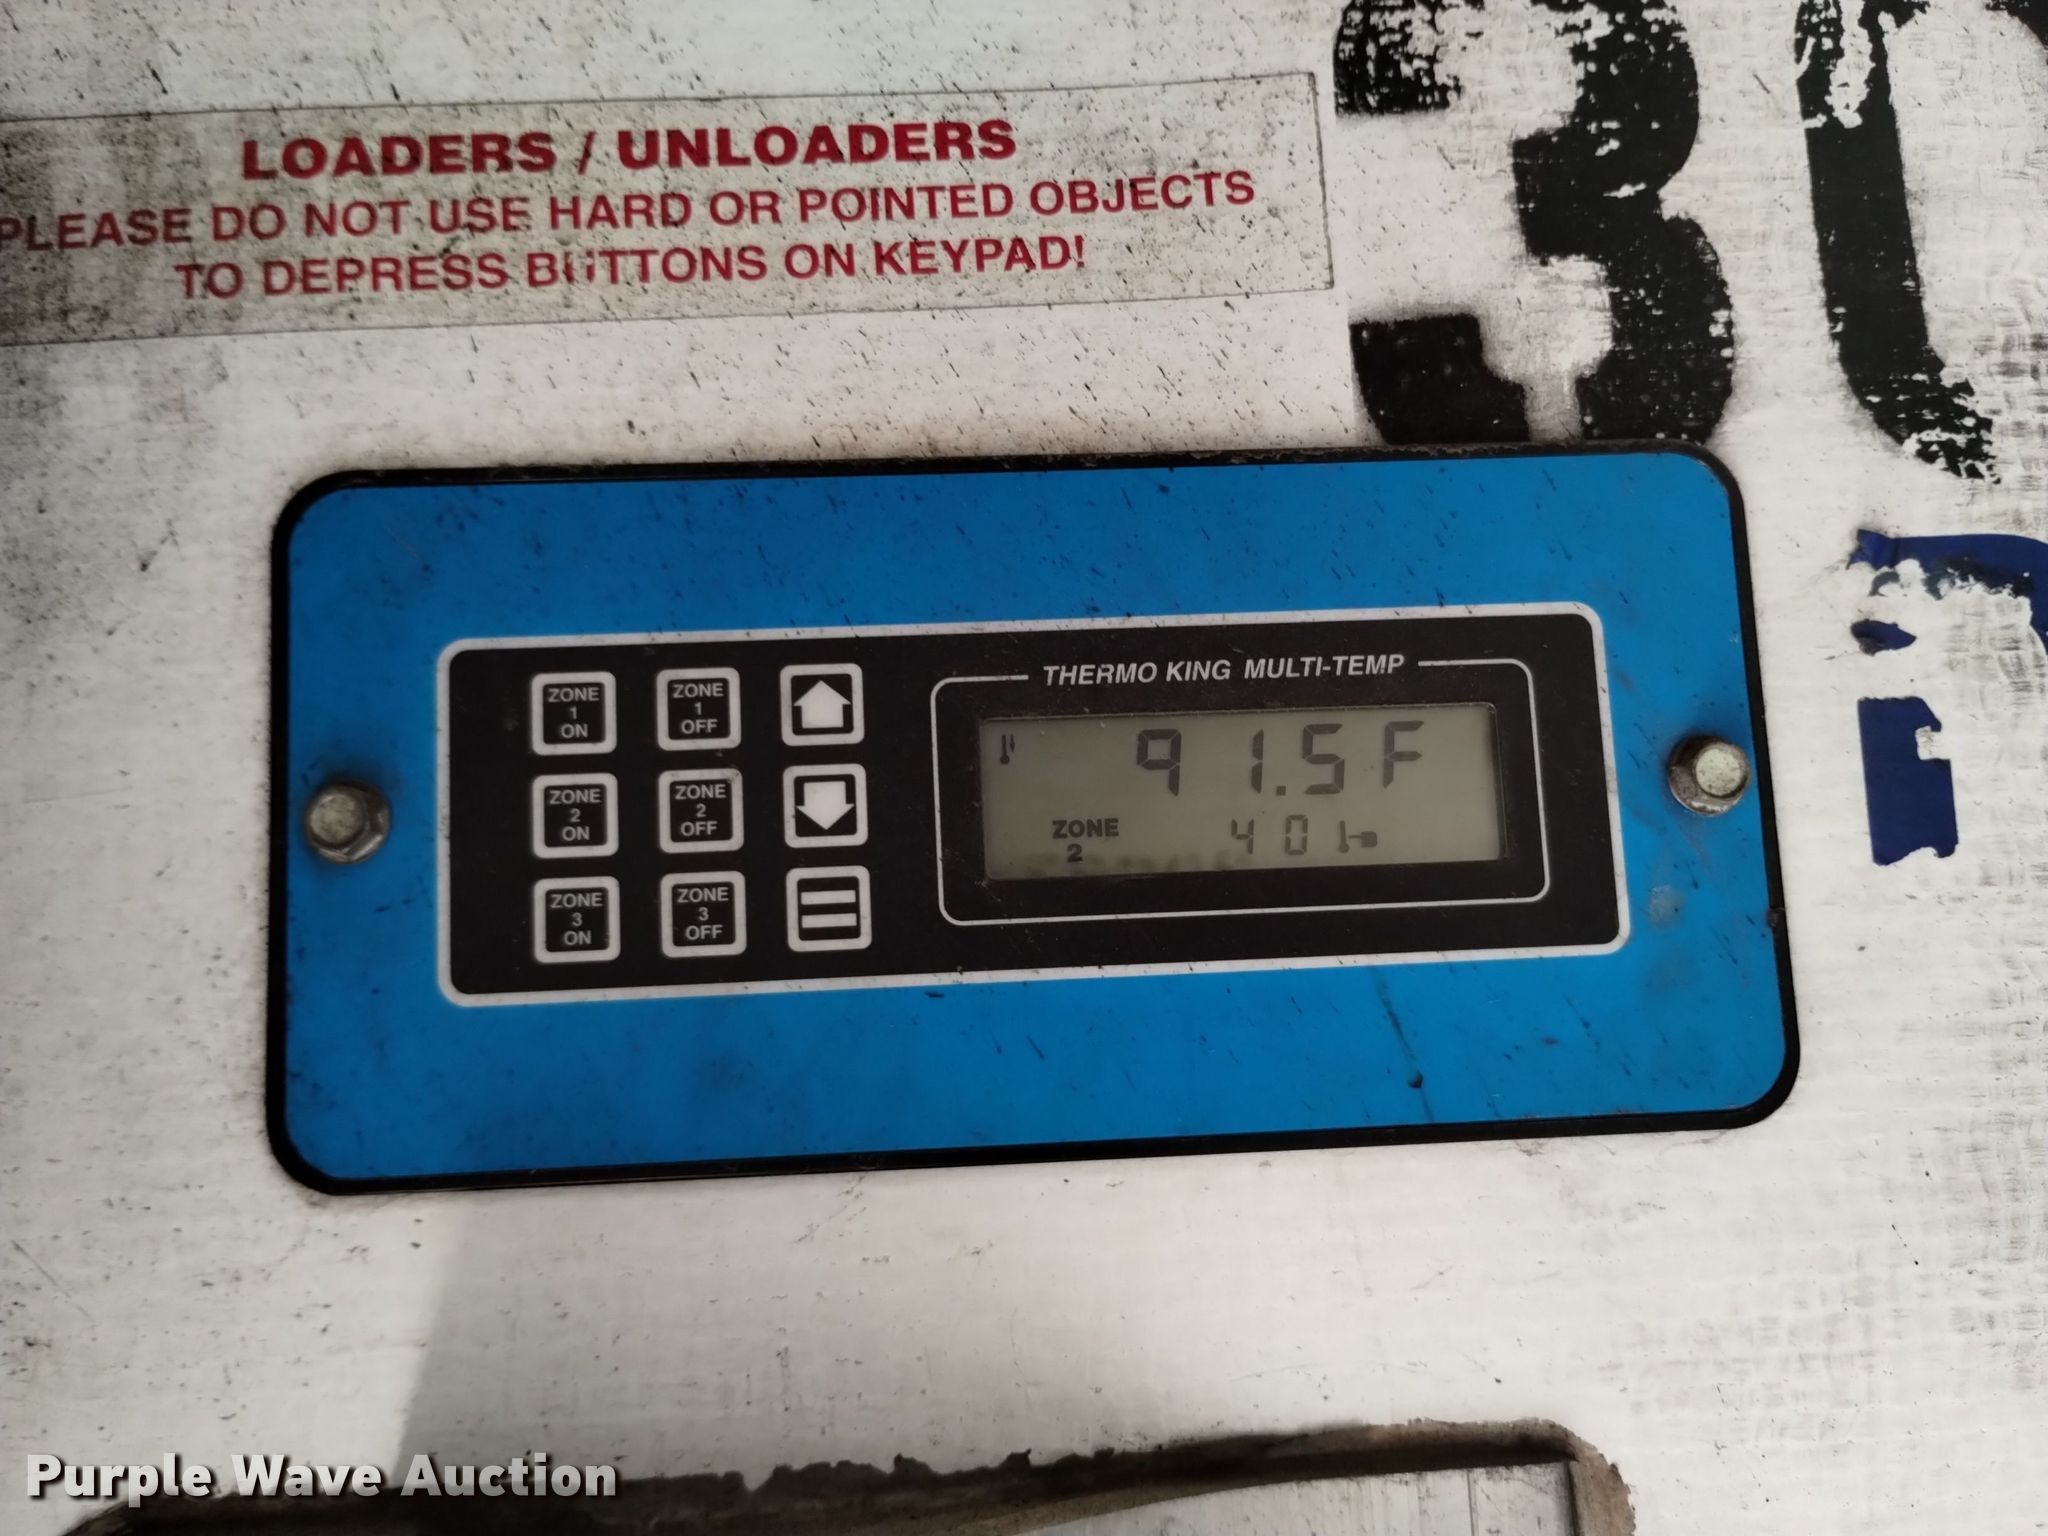 30
LOADERS / UNLOADERS
PLEASE DO NOT USE HARD OR POINTED OBJECTS
TO DEPRESS BUTTONS ON KEYPAD!
THERMO KING MULTI-TEMP
ZONE 1 ON
ZONE 1 OFF
ZONE 2 ON
ZONE 2 OFF
ZONE 3 ON
ZONE 3 OFF
91.5F
ZONE 2
40
Purple Wave Auction